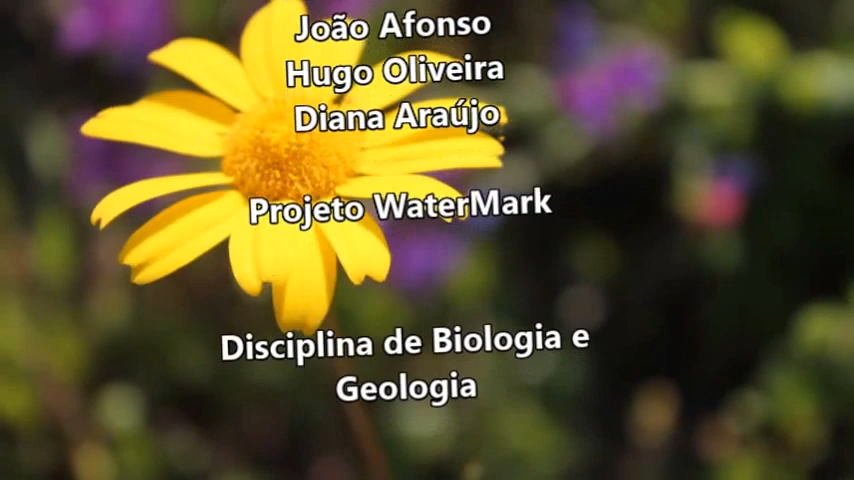 João Afonso
Hugo Oliveira
Diana Araújo
Projeto WaterMark
Disciplina de Biologia e
Geologia